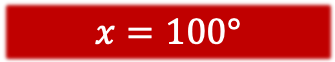 x = 100°